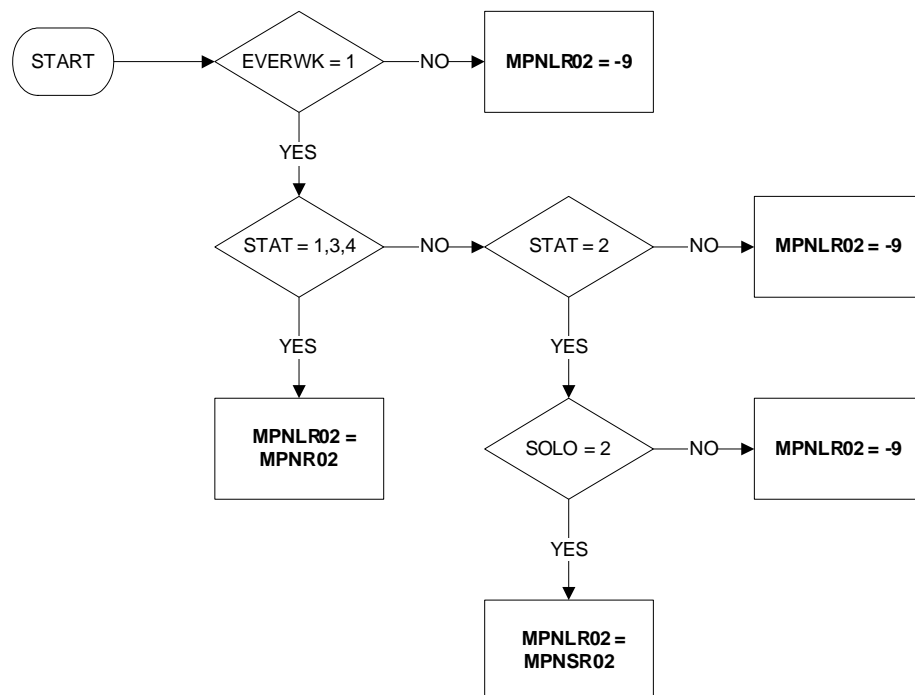 START
EVERWK = 1
NO
MPNLR02 = -9
YES
STAT = 1,3,4
NO
STAT = 2
NO
MPNLR02 = -9
YES
YES
MPNLR02 =
MPNR02
SOLO = 2
NO
MPNLR02 = -9
YES
MPNLR02 =
MPNSR02